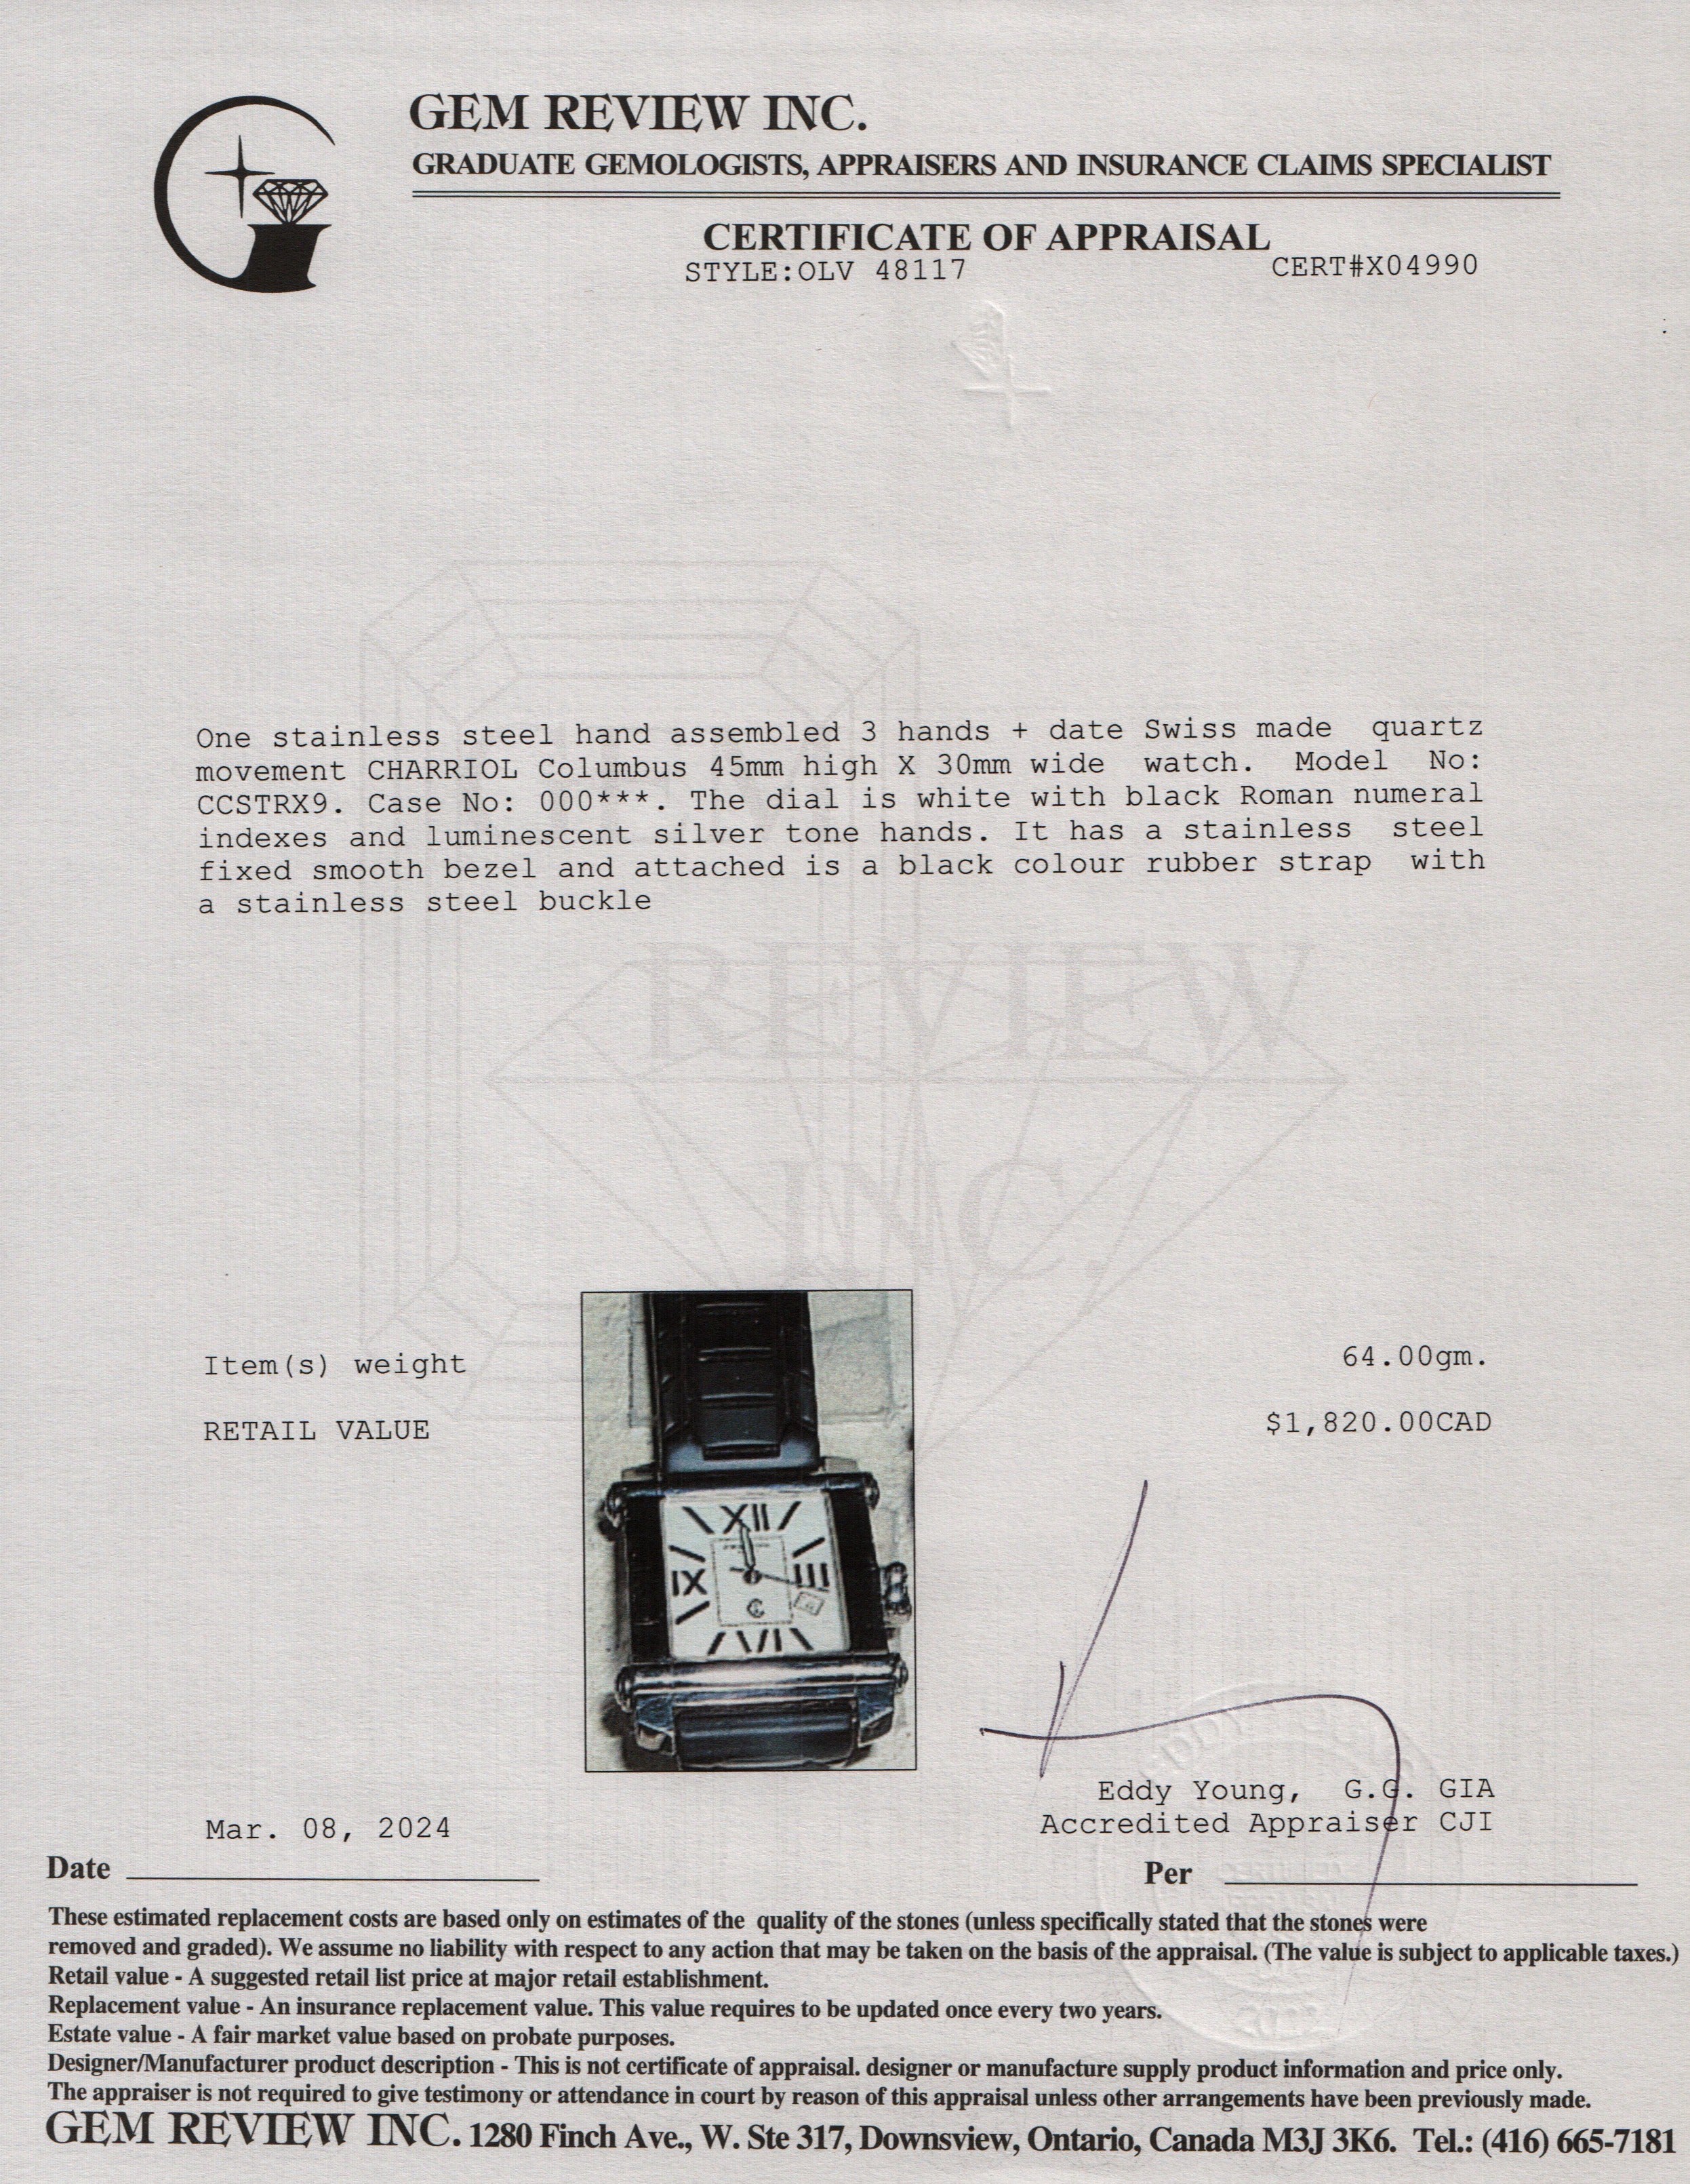 GEM REVIEW INC.
GRADUATE GEMOLOGISTS, APPRAISERS AND INSURANCE CLAIMS SPECIALIST
CERTIFICATE OF APPRAISAL
STYLE:OLV 48117
CERT#X04990
One stainless steel hand assembled 3 hands + date Swiss made quartz
movement CHARRIOL Columbus 45mm high X 30mm wide watch. Model No:
CCSTRX9. Case No: 000***. The dial is white with black Roman numeral
indexes and luminescent silver tone hands. It has a stainless steel
fixed smooth bezel and attached is a black colour rubber strap with
a stainless steel buckle
REVIEW
INC.
Item(s) weight 64.00gm.
RETAIL VALUE $1,820.00CAD
XII
IX III
VI
Eddy Young, G.G. GIA
Accredited Appraiser CJI
Mar. 08, 2024
Date
Per
These estimated replacement costs are based only on estimates of the quality of the stones (unless specifically stated that the stones were
removed and graded). We assume no liability with respect to any action that may be taken on the basis of the appraisal. (The value is subject to applicable taxes.)
Retail value - A suggested retail list price at major retail establishment.
Replacement value - An insurance replacement value. This value requires to be updated once every two years.
Estate value - A fair market value based on probate purposes.
Designer/Manufacturer product description - This is not certificate of appraisal. designer or manufacture supply product information and price only.
The appraiser is not required to give testimony or attendance in court by reason of this appraisal unless other arrangements have been previously made.
GEM REVIEW INC. 1280 Finch Ave., W. Ste 317, Downsview, Ontario, Canada M3J 3K6. Tel.: (416) 665-7181